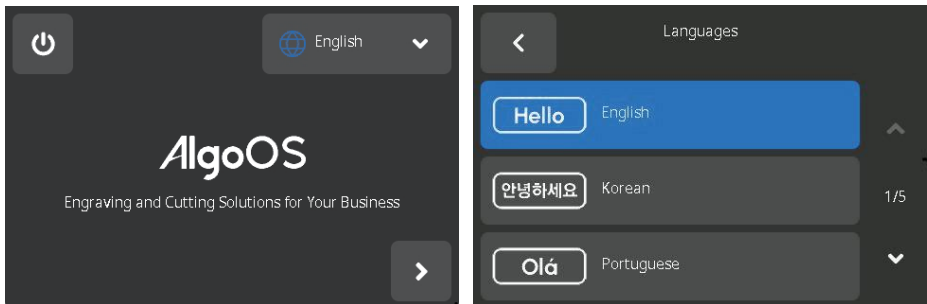 English
AlgoOS
Engraving and Cutting Solutions for Your Business
Languages
Hello English
안녕하세요 Korean
1/5
Olá Portuguese